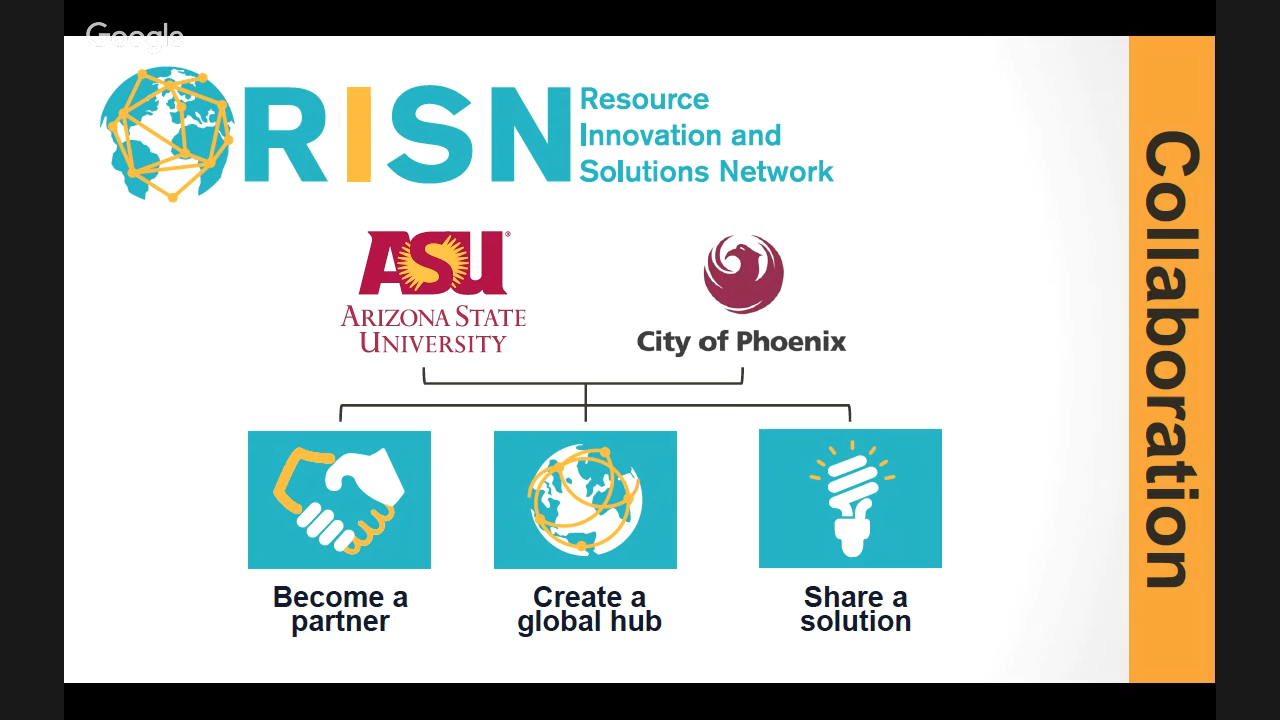 Google
RISN
Resource
Innovation and
Solutions Network
ASU®
ARIZONA STATE
UNIVERSITY
City of Phoenix
Become a
partner
Create a
global hub
Share a
solution
Collaboration